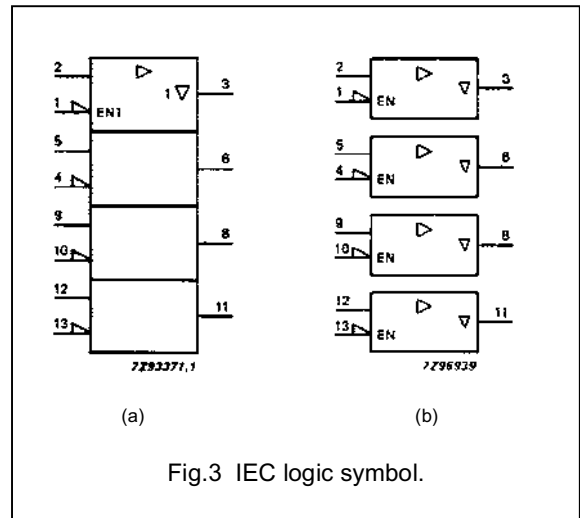 2 3
1 EN1 1
5 6
4
9 8
10
12 11
13
7Z93371.1
(a)
2 3
1 EN
5 6
4 EN
9 8
10 EN
12 11
13 EN
7Z96939
(b)
Fig.3 IEC logic symbol.